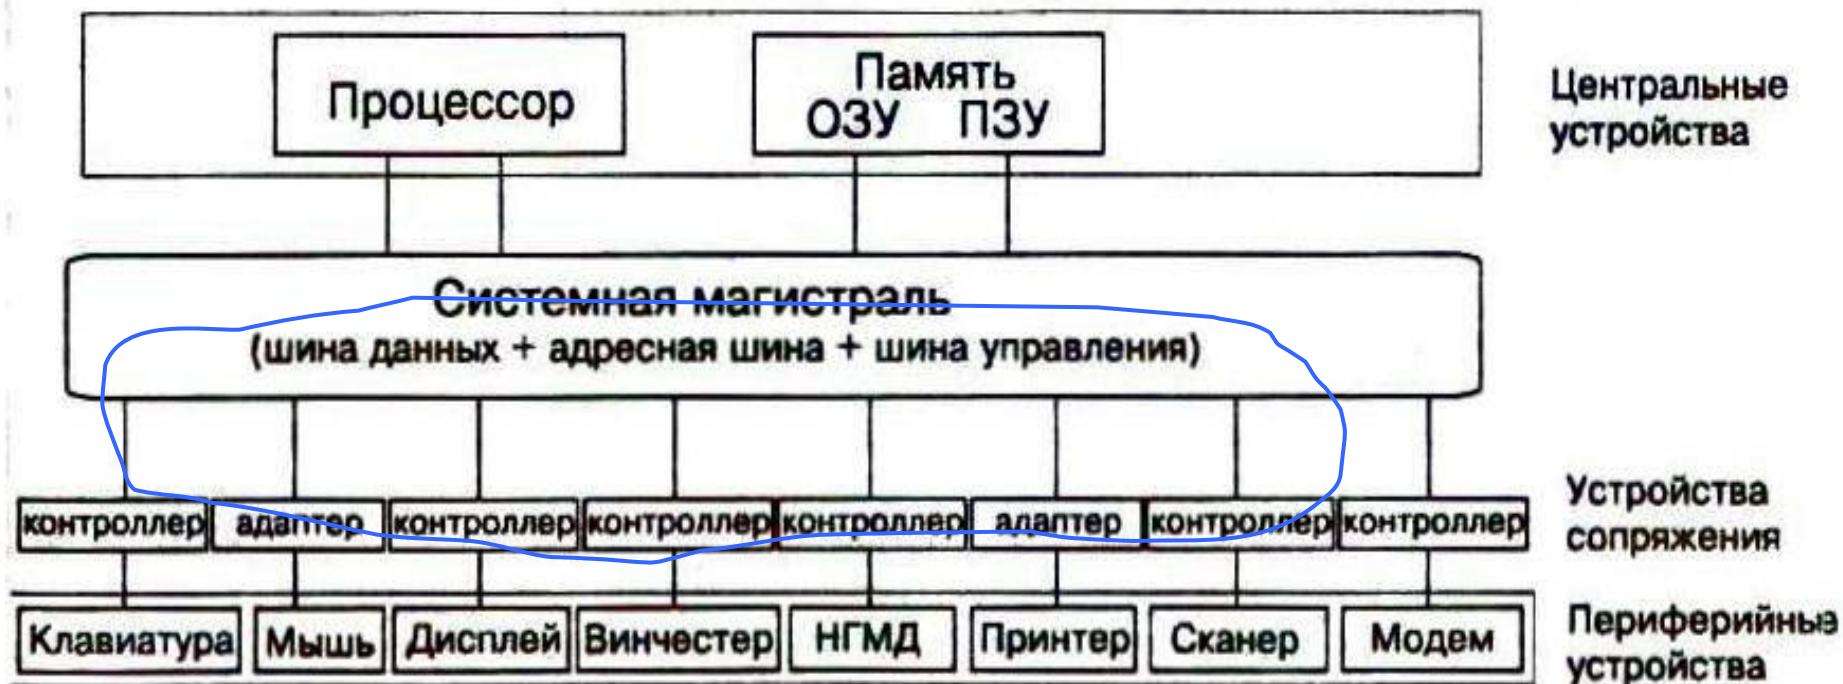 Процессор
Память
ОЗУ ПЗУ
Центральные
устройства
Системная магистраль
(шина данных + адресная шина + шина управления)
контроллер адаптер контроллер контроллер контроллер адаптер контроллер контроллер
Устройства
сопряжения
Клавиатура Мышь Дисплей Винчестер НГМД Принтер Сканер Модем
Периферийные
устройства